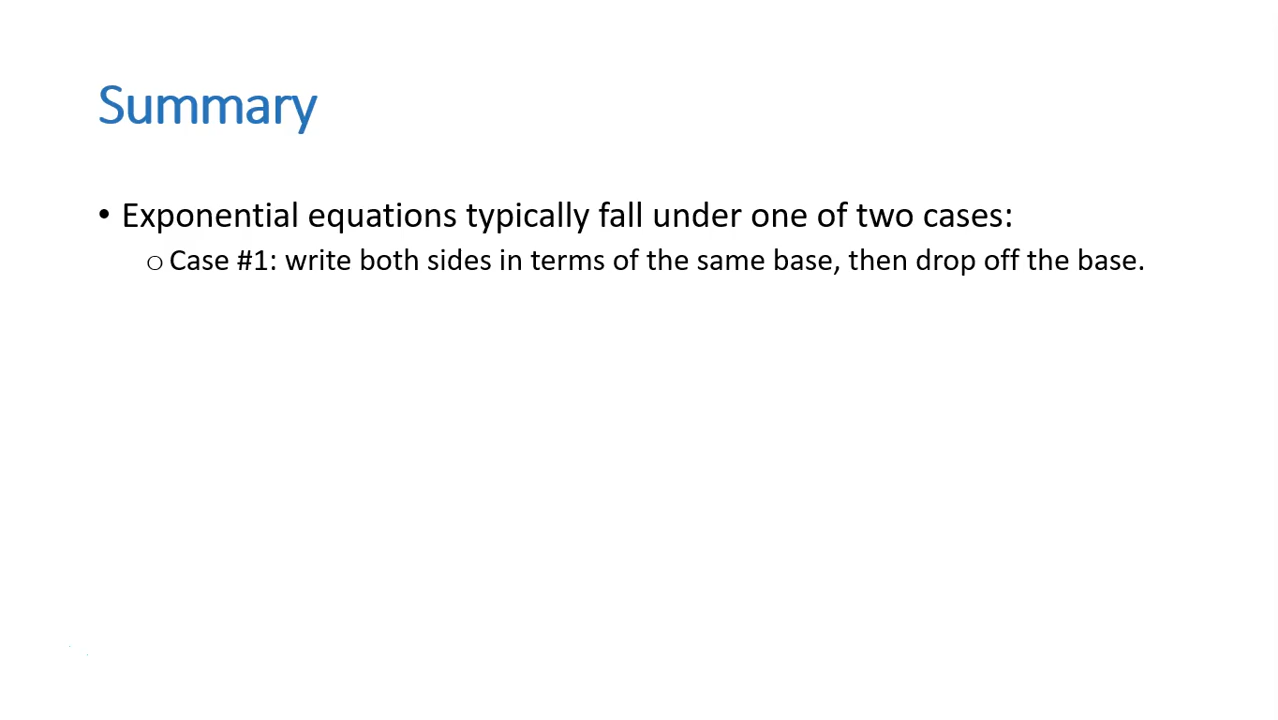 Summary
• Exponential equations typically fall under one of two cases:
o Case #1: write both sides in terms of the same base, then drop off the base.